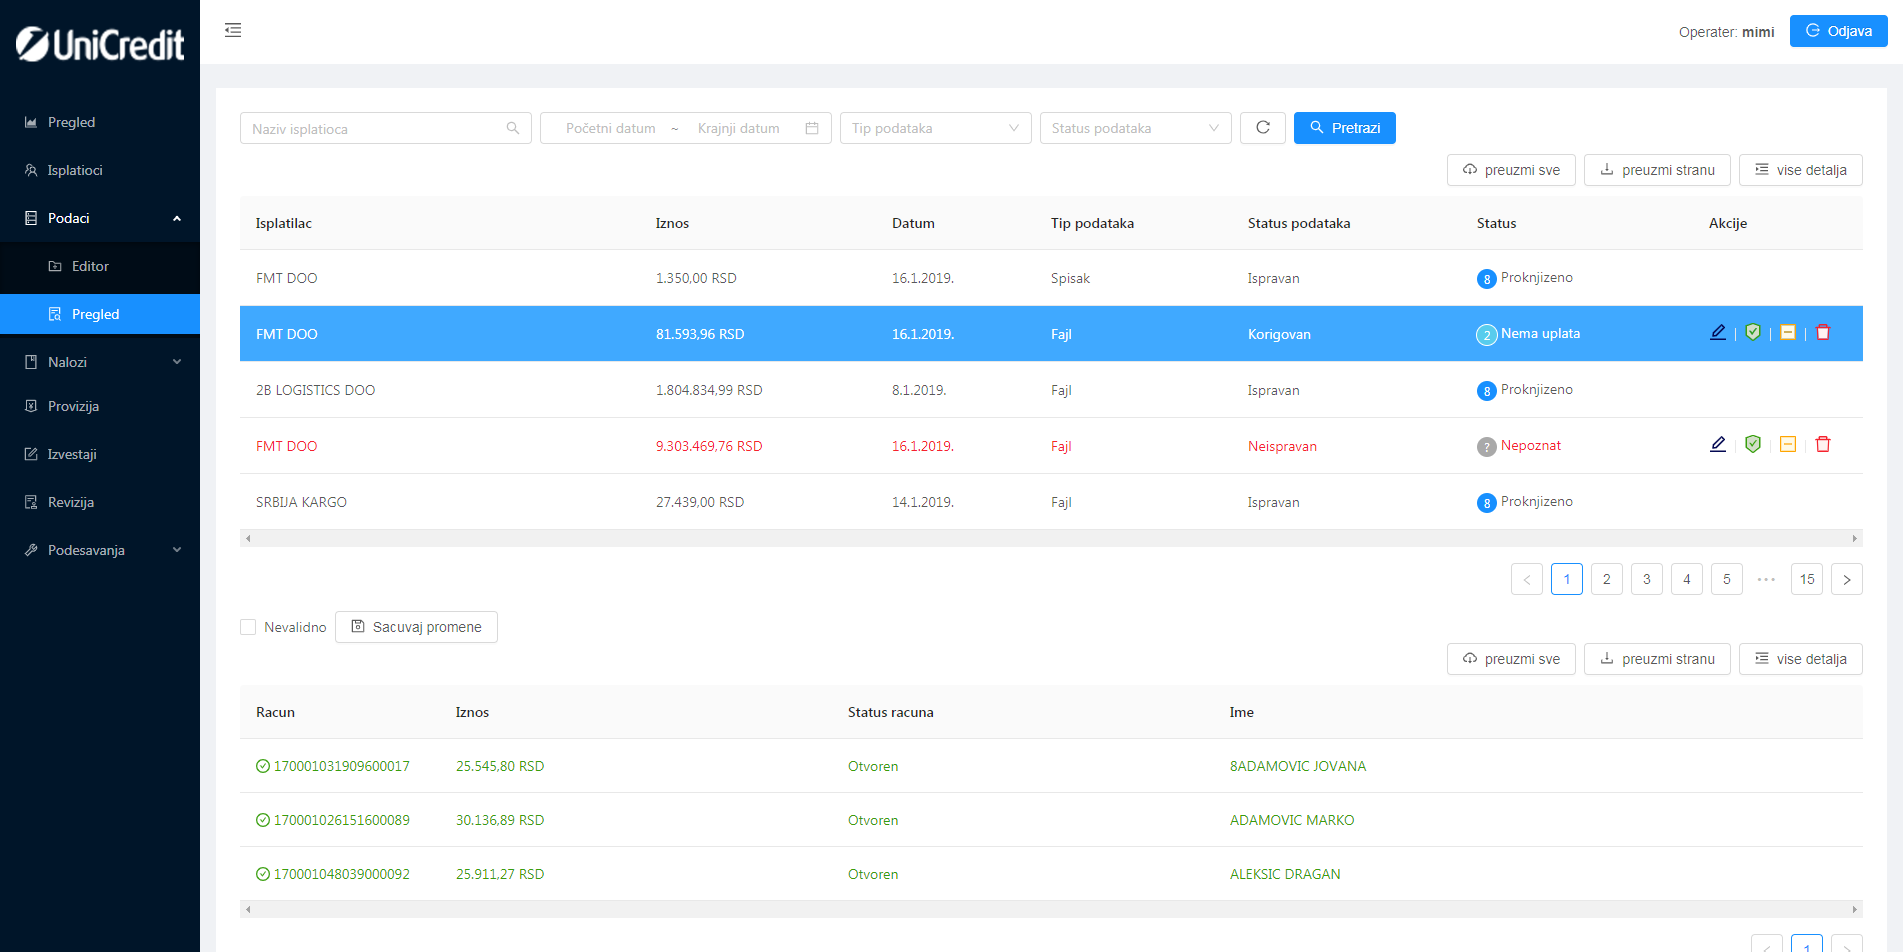 UniCredit
Operater: mimi
Odjava
Pregled
Isplatioci
Podaci
Editor
Pregled
Nalozi
Provizija
Izvestaji
Revizija
Podesavanja
Naziv isplatioca
Početni datum ~ Krajnji datum
Tip podataka
Status podataka
Pretrazi
preuzmi sve
preuzmi stranu
vise detalja
Isplatilac Iznos Datum Tip podataka Status podataka Status Akcije
FMT DOO 1.350,00 RSD 16.1.2019. Spisak Ispravan 8 Proknjizeno
FMT DOO 81.593,96 RSD 16.1.2019. Fajl Korigovan 2 Nema uplata
2B LOGISTICS DOO 1.804.834,99 RSD 8.1.2019. Fajl Ispravan 8 Proknjizeno
FMT DOO 9.303.469,76 RSD 16.1.2019. Fajl Neispravan ? Nepoznat
SRBIJA KARGO 27.439,00 RSD 14.1.2019. Fajl Ispravan 8 Proknjizeno
< 1 2 3 4 5 ••• 15 >
Nevalidno
Sacuvaj promene
preuzmi sve
preuzmi stranu
vise detalja
Racun Iznos Status racuna Ime
170001031909600017 25.545,80 RSD Otvoren 8ADAMOVIC JOVANA
170001026151600089 30.136,89 RSD Otvoren ADAMOVIC MARKO
170001048039000092 25.911,27 RSD Otvoren ALEKSIC DRAGAN
< 1 >